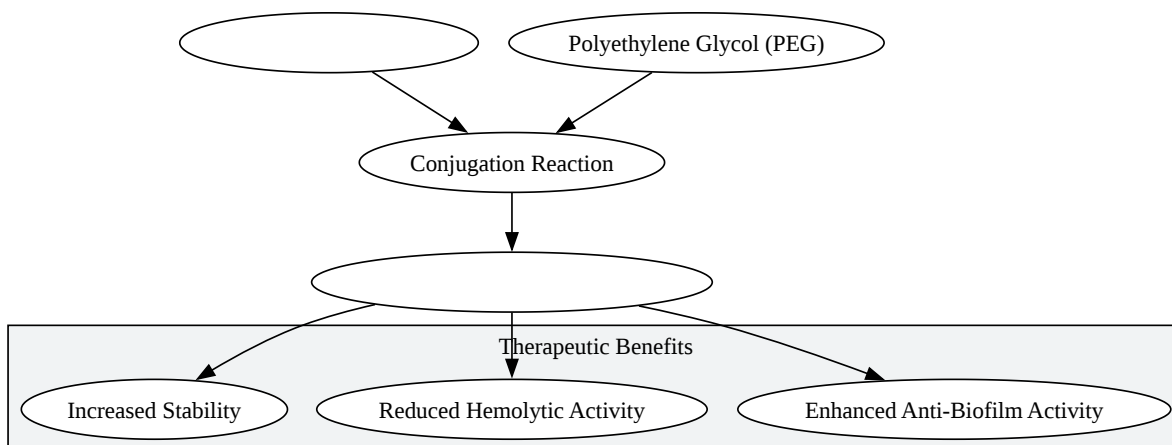 Polyethylene Glycol (PEG)
Conjugation Reaction
Therapeutic Benefits
Increased Stability
Reduced Hemolytic Activity
Enhanced Anti-Biofilm Activity